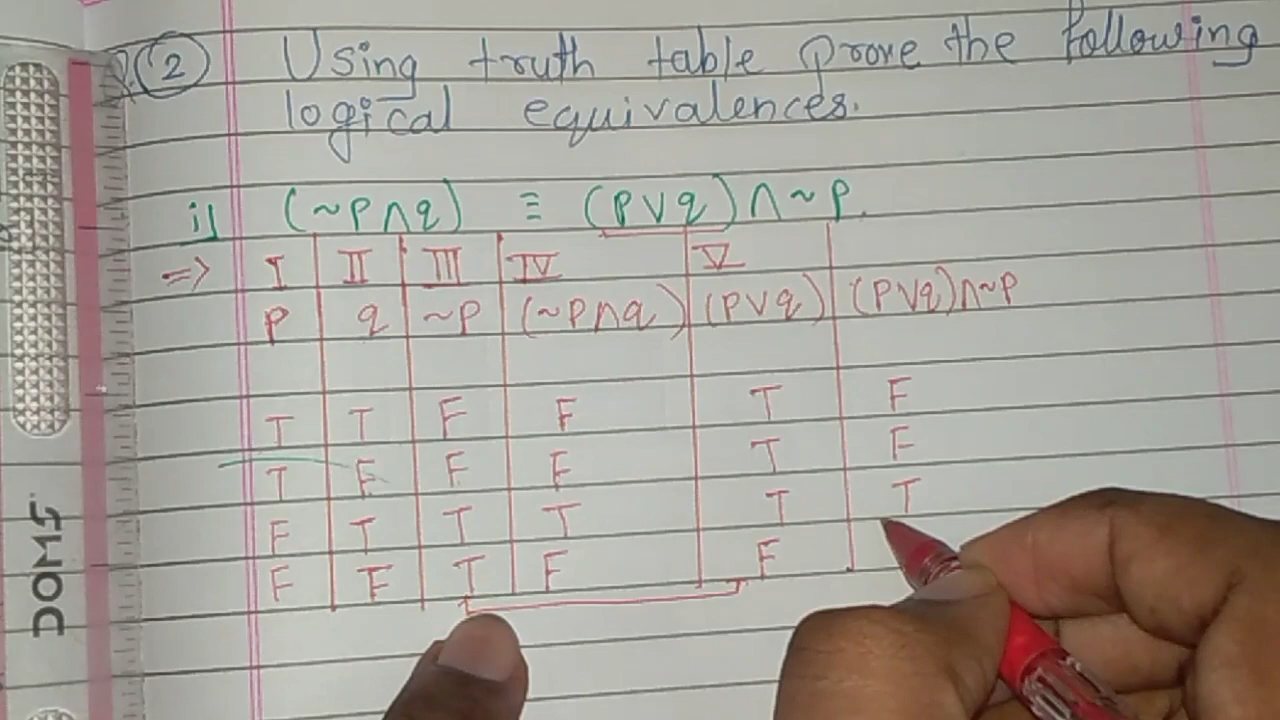 Q.(2) Using truth table prove the following
logical equivalences.
i] (~p∧q) ≡ (p∨q)∧~p.
=> I II III IV V
p q ~p (~p∧q) (p∨q) (p∨q)∧~p
T T F F T F
T F F F T F
F T T T T T
F F T F F
DOMS